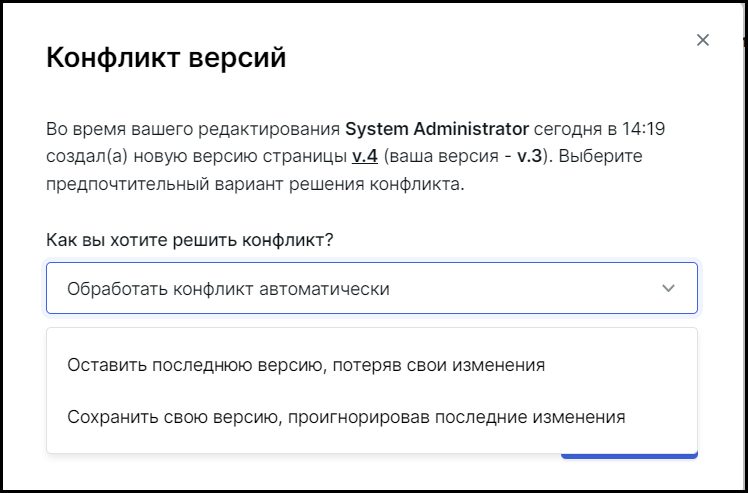 Конфликт версий
Во время вашего редактирования System Administrator сегодня в 14:19
создал(а) новую версию страницы v.4 (ваша версия - v.3). Выберите
предпочтительный вариант решения конфликта.
Как вы хотите решить конфликт?
Обработать конфликт автоматически
Оставить последнюю версию, потеряв свои изменения
Сохранить свою версию, проигнорировав последние изменения